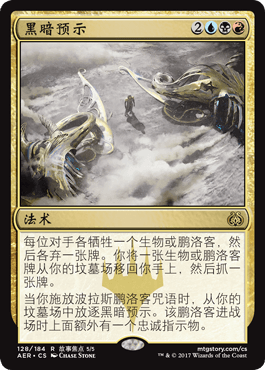 黑暗预示 2
法术
每位对手各牺牲一个生物或鹏洛客，然
后各弃一张牌。你将一张生物或鹏洛客
牌从你的坟墓场移回你手上，然后抓一
张牌。
当你施放波拉斯鹏洛客咒语时，从你的
坟墓场中放逐黑暗预示。该鹏洛客进战
场时上面额外有一个忠诚指示物。
128/184 R 故事焦点 5/5
AER • CS CHASE STONE
mtgstory.com/cs
™ & © 2017 Wizards of the Coast